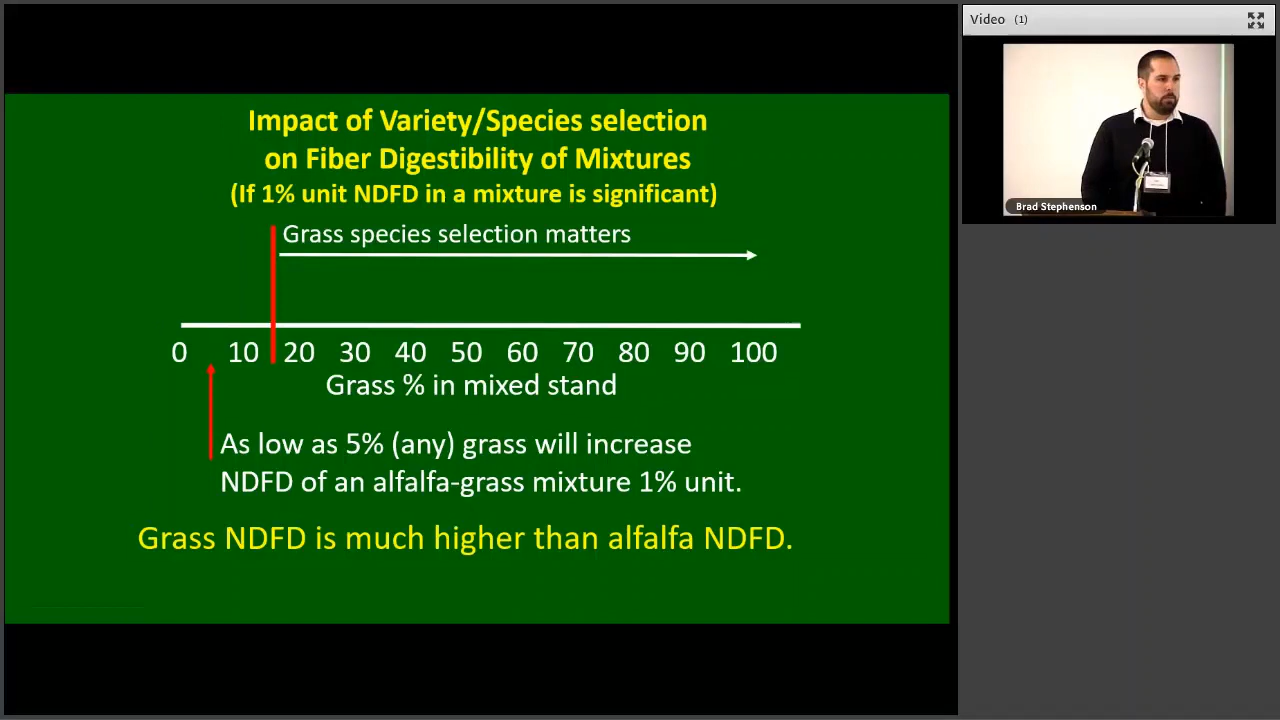 Impact of Variety/Species selection
on Fiber Digestibility of Mixtures
(If 1% unit NDFD in a mixture is significant)
Grass species selection matters
0 10 20 30 40 50 60 70 80 90 100
Grass % in mixed stand
As low as 5% (any) grass will increase
NDFD of an alfalfa-grass mixture 1% unit.
Grass NDFD is much higher than alfalfa NDFD.
Video (1)
Brad Stephenson